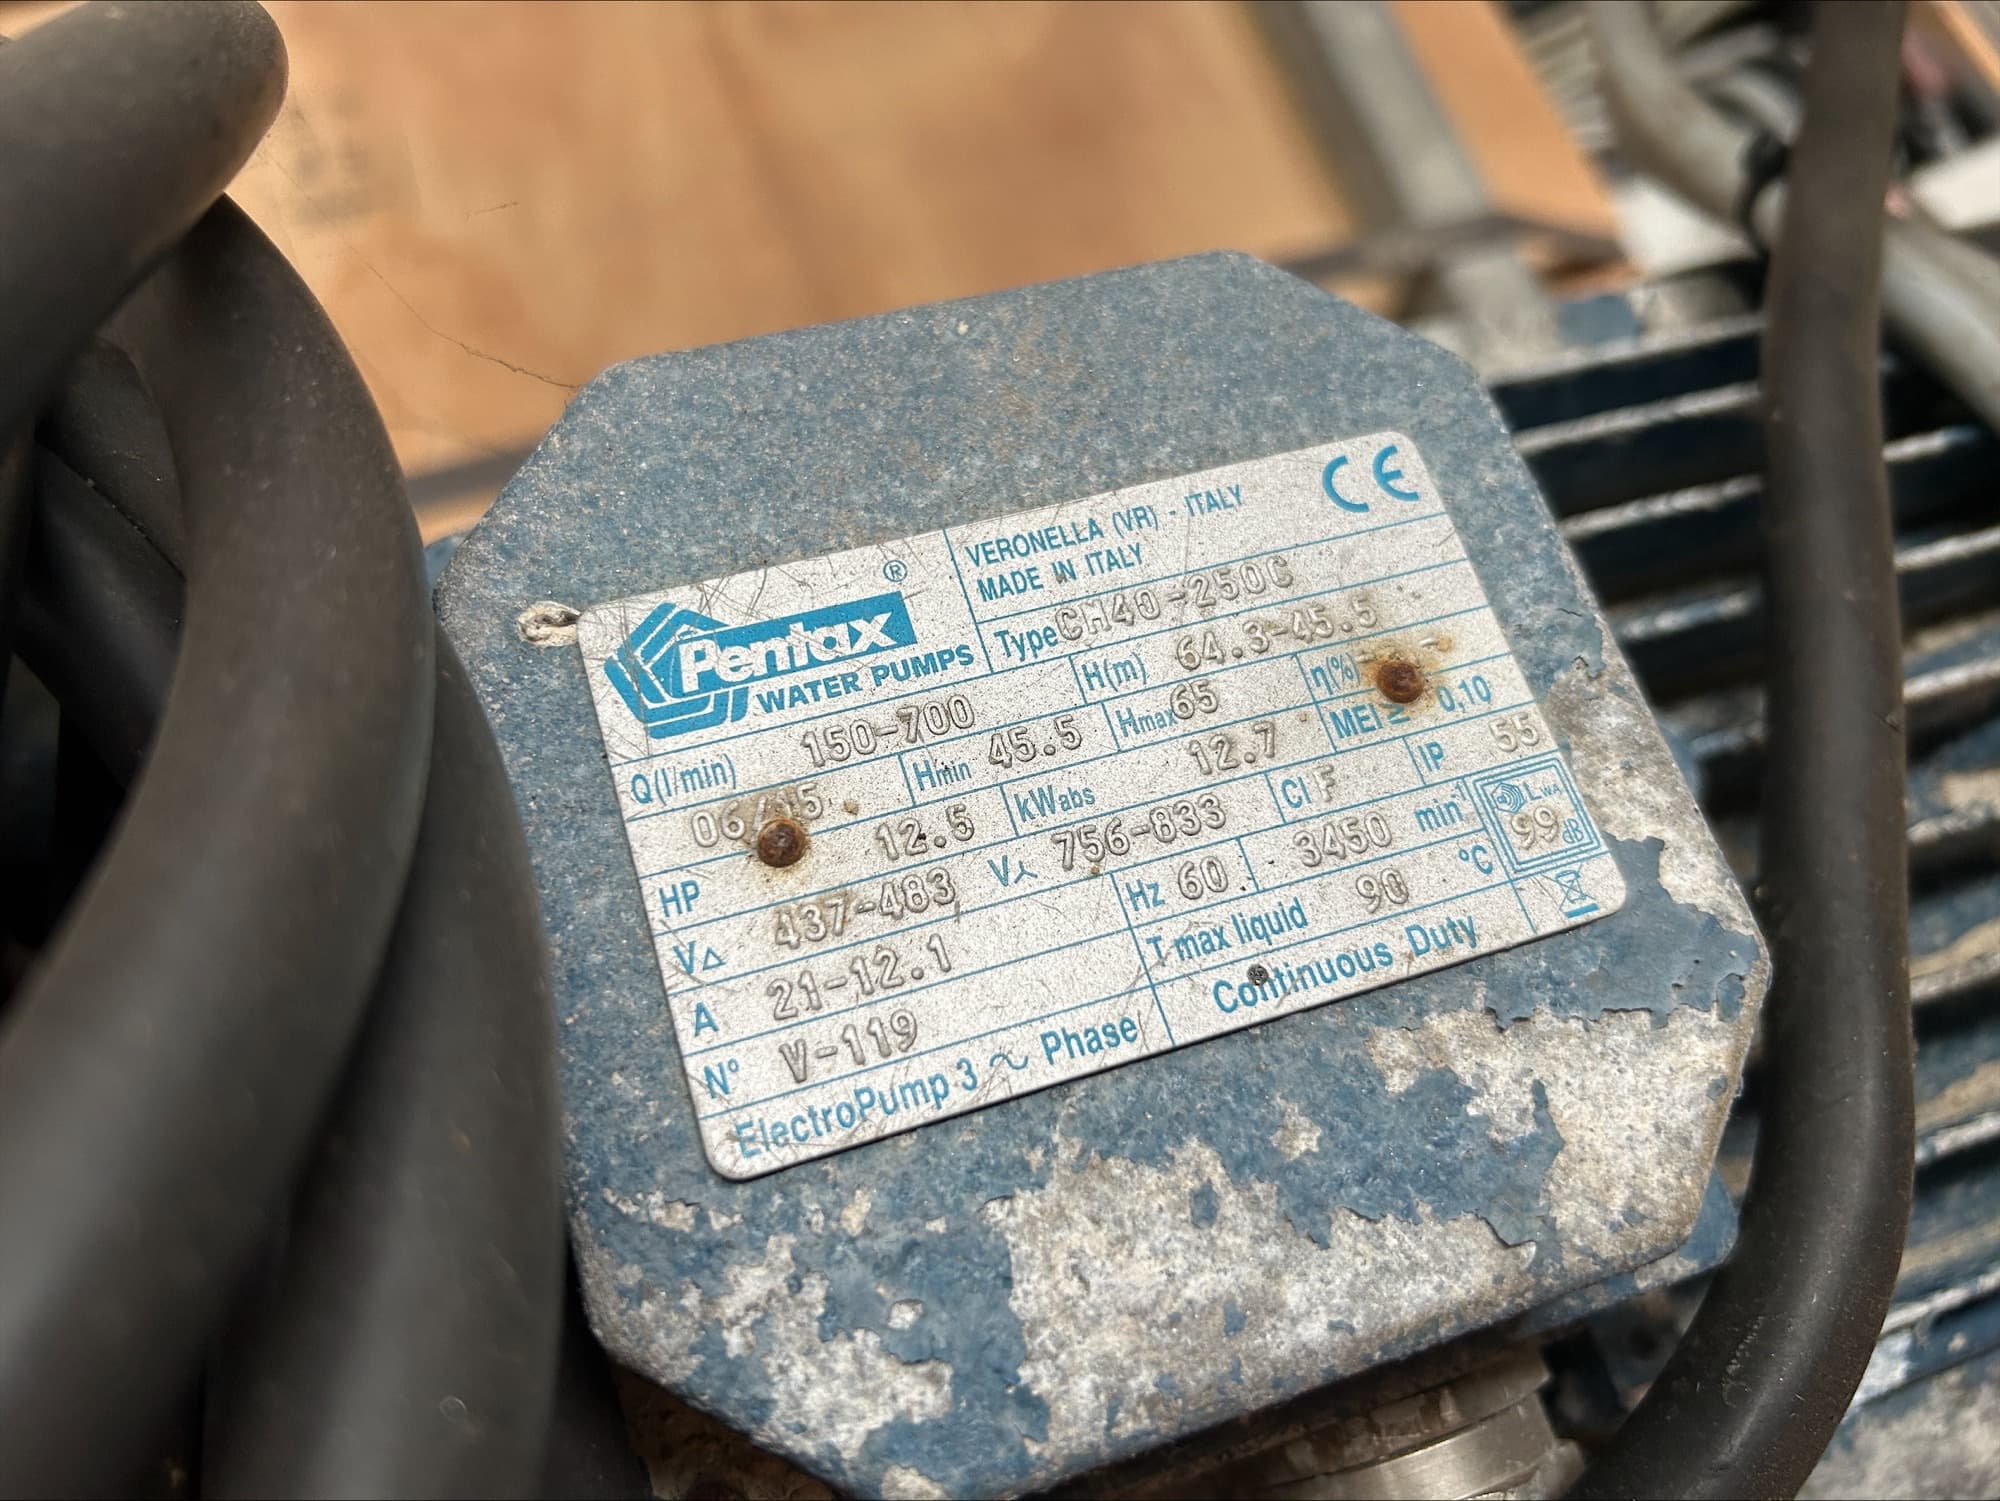 Pentax ®
WATER PUMPS
VERONELLA (VR) - ITALY
MADE IN ITALY
CE
Type CM40-250C
Q(l/min) 150-700 H(m) 64.3-45.5 η(%) --
Hmin 45.5 Hmax 65 MEI ≥ 0,10
HP 12.5 kWabs 12.7 IP 55
V△ 437-483 V⅄ 756-833 Cl F
A 21-12.1 Hz 60 3450 min-1
N° V-119 T max liquid 90 °C
LWA
99 dB
ElectroPump 3 ~ Phase Continuous Duty